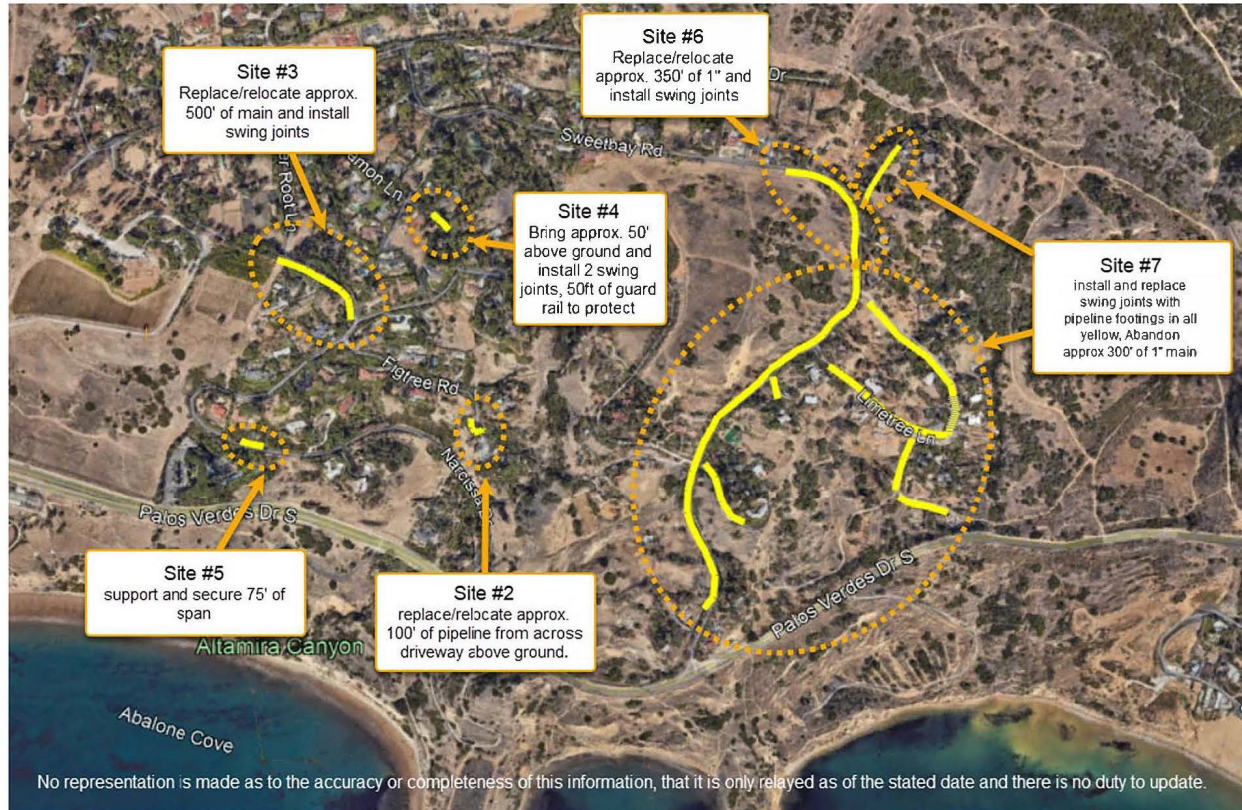 Site #6
Replace/relocate
approx. 350' of 1" and
install swing joints
Dr
Site #3
Replace/relocate approx.
500' of main and install
swing joints
Sweetbay Rd
Site #4
Bring approx. 50'
above ground and
install 2 swing
joints, 50ft of guard
rail to protect
Site #7
install and replace
swing joints with
pipeline footings in all
yellow, Abandon
approx 300' of 1" main
amon Ln
er Root Ln
Figtree Rd
Limetree Ln
Narcissa Dr
Palos Verdes Dr S
Palos Verdes Dr S
Site #5
support and secure 75' of
span
Site #2
replace/relocate approx.
100' of pipeline from across
driveway above ground.
Altamira Canyon
Abalone Cove
No representation is made as to the accuracy or completeness of this information, that it is only relayed as of the stated date and there is no duty to update.